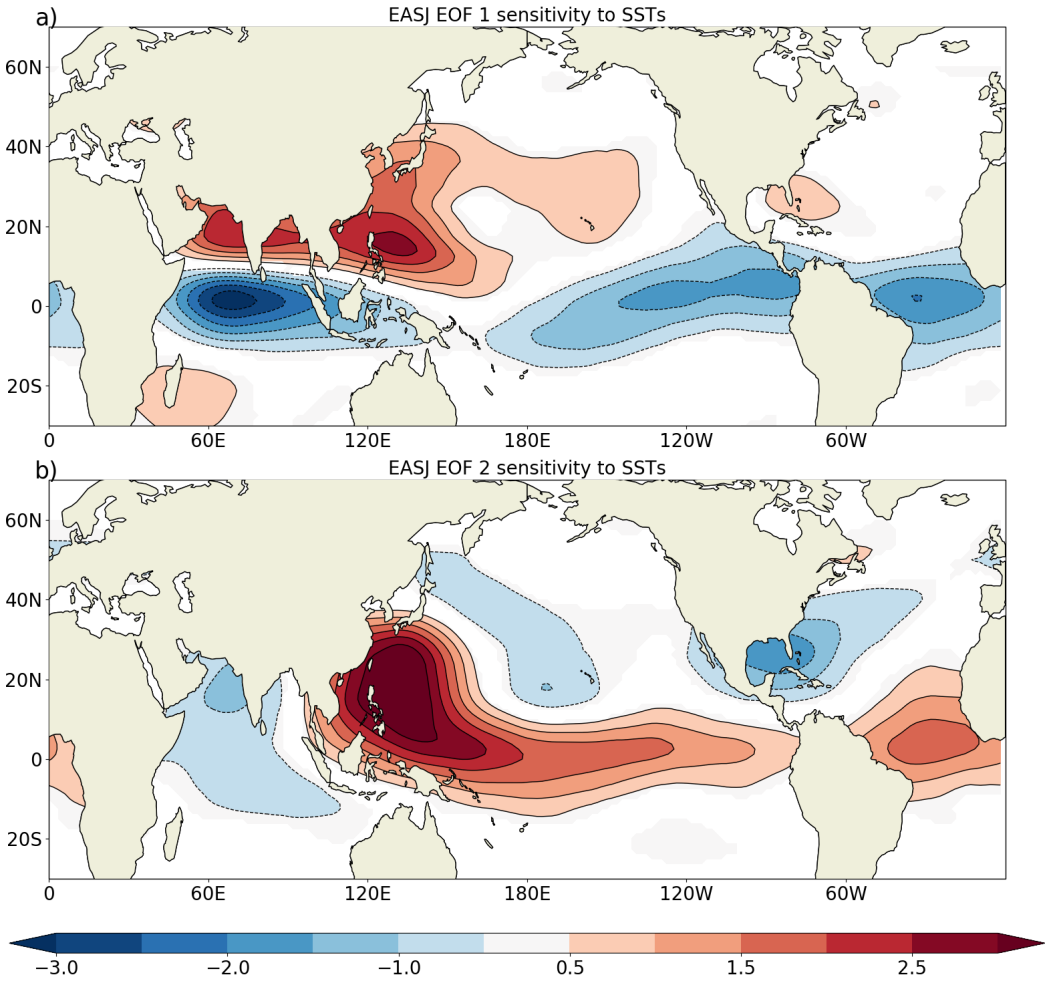 a)
EASJ EOF 1 sensitivity to SSTs
60N
40N
20N
0
20S
0 60E 120E 180E 120W 60W
b)
EASJ EOF 2 sensitivity to SSTs
60N
40N
20N
0
20S
0 60E 120E 180E 120W 60W
−3.0 −2.0 −1.0 0.5 1.5 2.5